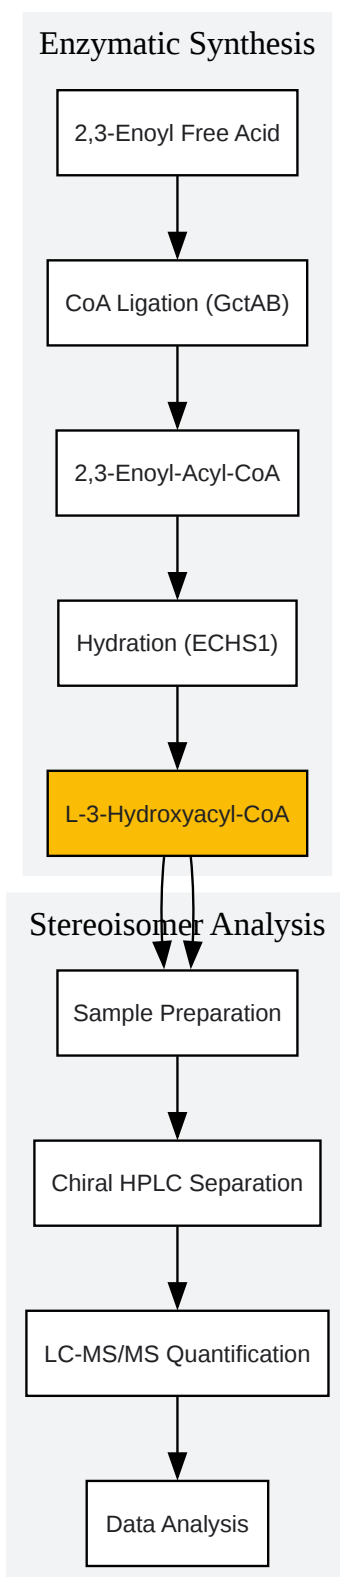 Enzymatic Synthesis
2,3-Enoyl Free Acid
CoA Ligation (GctAB)
2,3-Enoyl-Acyl-CoA
Hydration (ECHS1)
L-3-Hydroxyacyl-CoA
Stereoisomer Analysis
Sample Preparation
Chiral HPLC Separation
LC-MS/MS Quantification
Data Analysis